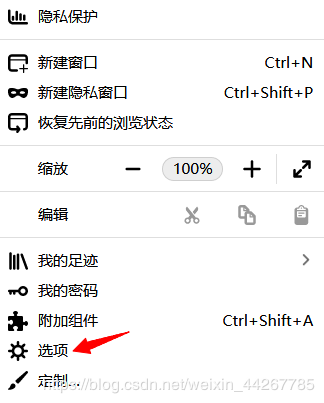 隐私保护
新建窗口 Ctrl+N
新建隐私窗口 Ctrl+Shift+P
恢复先前的浏览状态
缩放 100%
编辑
我的足迹
我的密码
附加组件 Ctrl+Shift+A
选项
定制...
https://blog.csdn.net/weixin_44267785